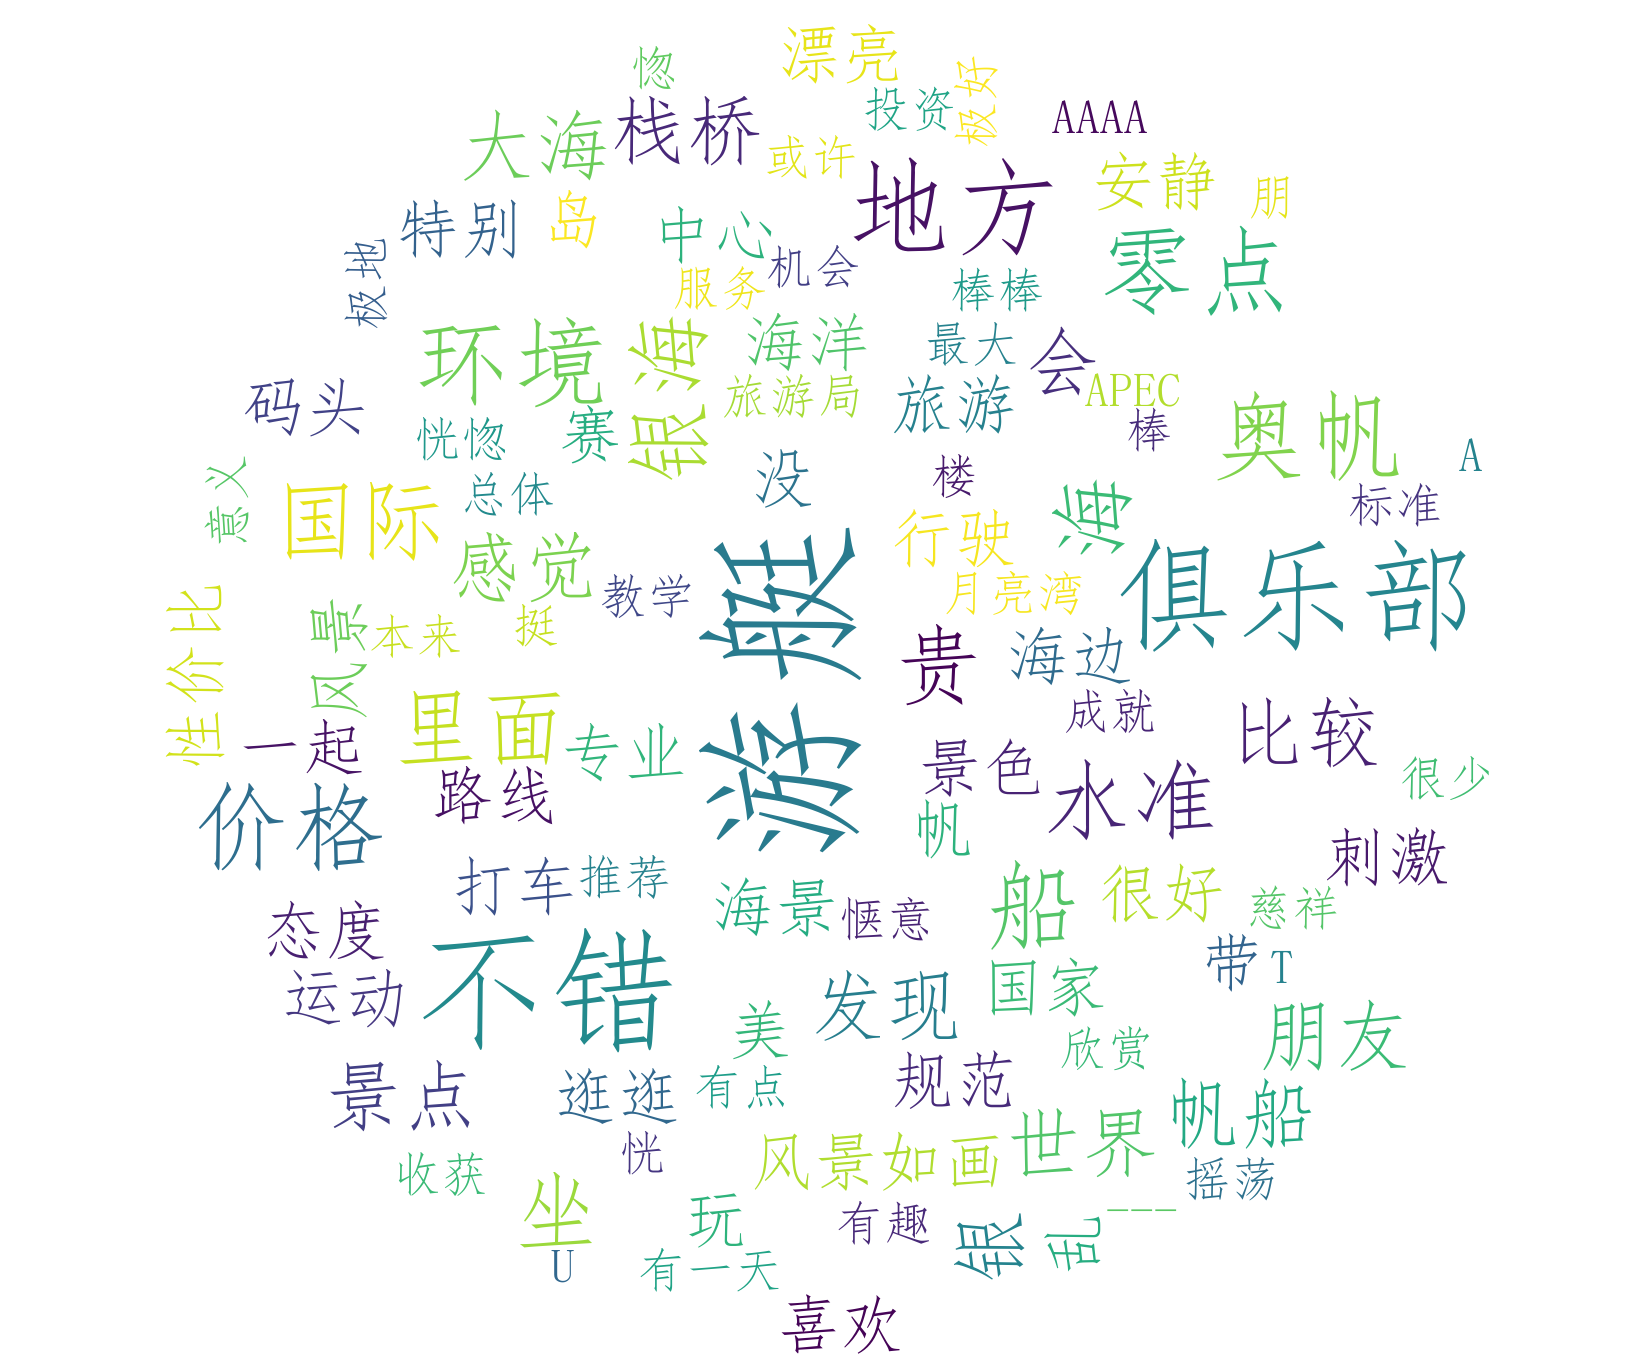 漂亮
惚
极好
投资
AAAA
栈桥
大海
或许
地方
安静
朋
特别
岛
中心
零点
极地
服务
机会
棒棒
环境
银海
海洋
最大
会
码头
旅游局
旅游
APEC
奥帆
恍惚
赛
棒
A
意义
总体
没
楼
海
标准
国际
感觉
行驶
游艇
俱乐部
教学
月亮湾
性价比
风景
本来
挺
贵
海边
里面
成就
比较
一起
专业
景色
路线
水准
很少
价格
帆
刺激
打车
推荐
海景
惬意
船
很好
慈祥
态度
不错
带
T
运动
发现
国家
美
欣赏
朋友
景点
逛逛
有点
规范
帆船
恍
风景如画
世界
收获
摇荡
坐
玩
有趣
银
乱
---
U
有一天
喜欢